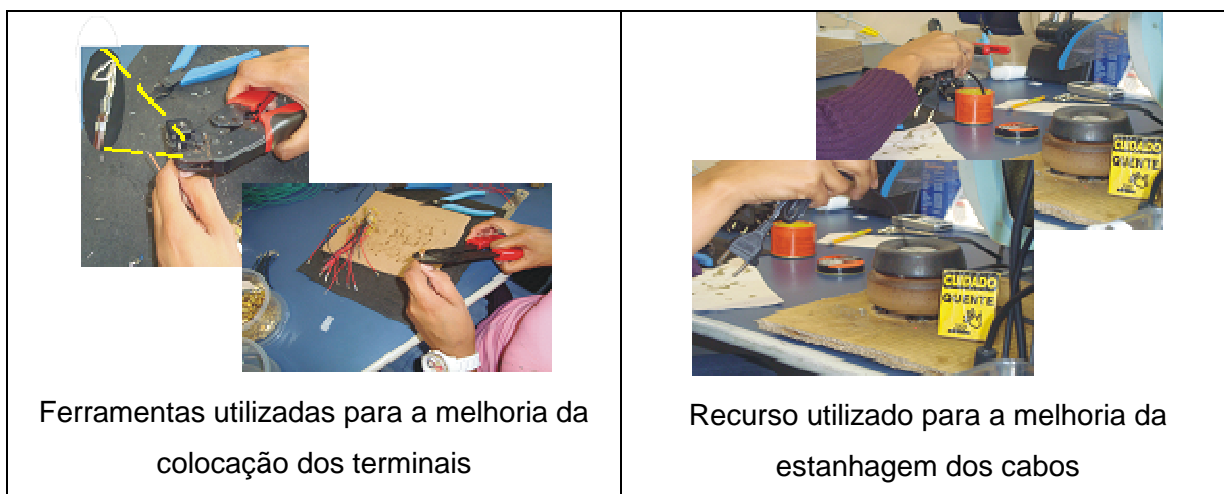 CUIDADO
QUENTE
CUIDADO
QUENTE
Ferramentas utilizadas para a melhoria da
colocação dos terminais
Recurso utilizado para a melhoria da
estanhagem dos cabos